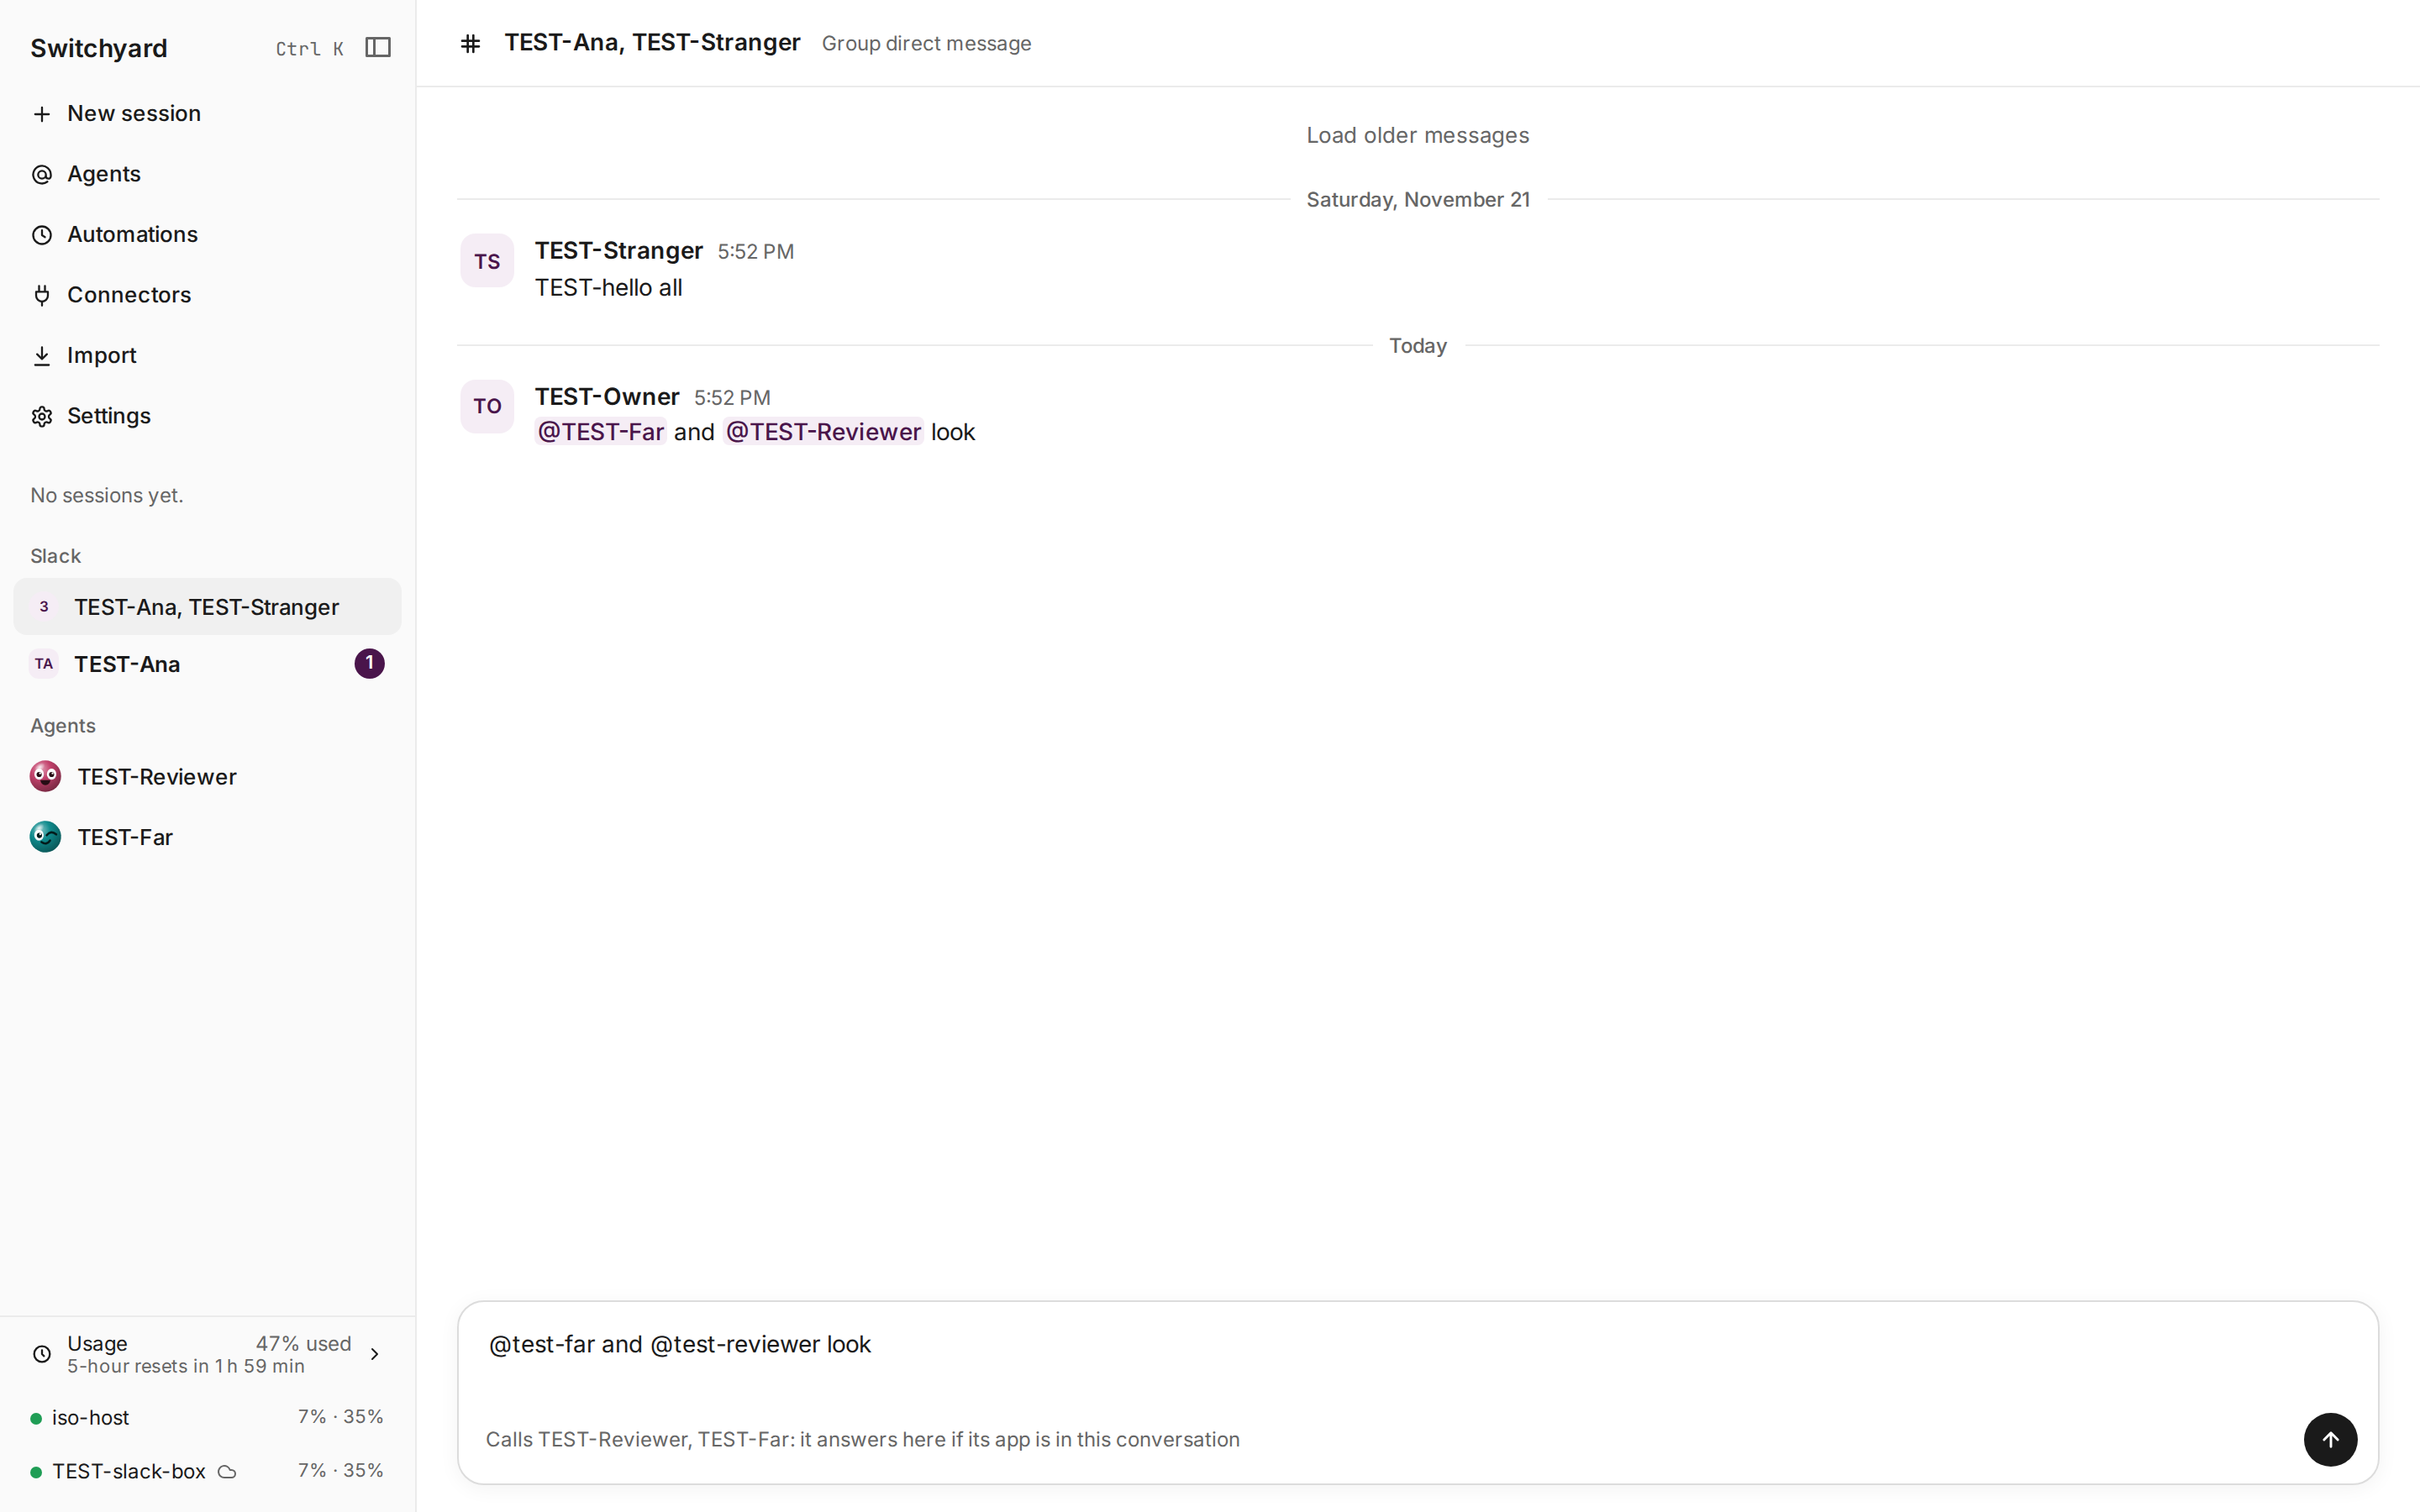 Switchyard
Ctrl K
New session
Agents
Automations
Connectors
Import
Settings
No sessions yet.
Slack
3 TEST-Ana, TEST-Stranger
TA TEST-Ana 1
Agents
TEST-Reviewer
TEST-Far
Usage 47% used
5-hour resets in 1 h 59 min
iso-host 7% · 35%
TEST-slack-box 7% · 35%
# TEST-Ana, TEST-Stranger Group direct message
Load older messages
Saturday, November 21
TS TEST-Stranger 5:52 PM
TEST-hello all
Today
TO TEST-Owner 5:52 PM
@TEST-Far and @TEST-Reviewer look
@test-far and @test-reviewer look
Calls TEST-Reviewer, TEST-Far: it answers here if its app is in this conversation